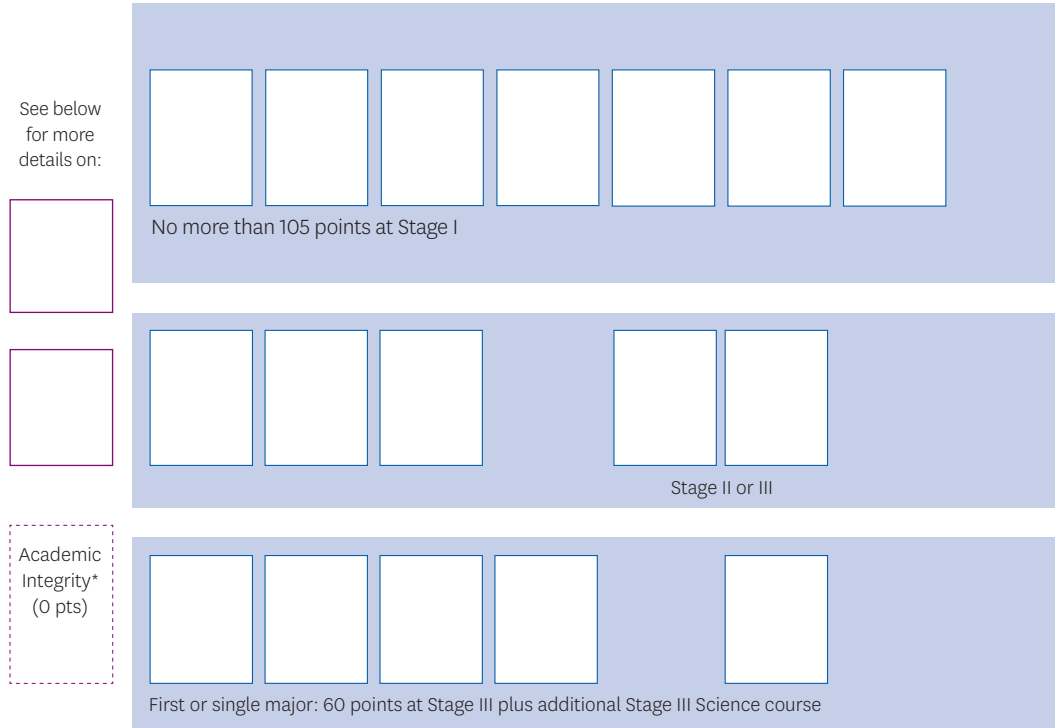 See below
for more
details on:
No more than 105 points at Stage I
Stage II or III
Academic
Integrity*
(0 pts)
First or single major: 60 points at Stage III plus additional Stage III Science course